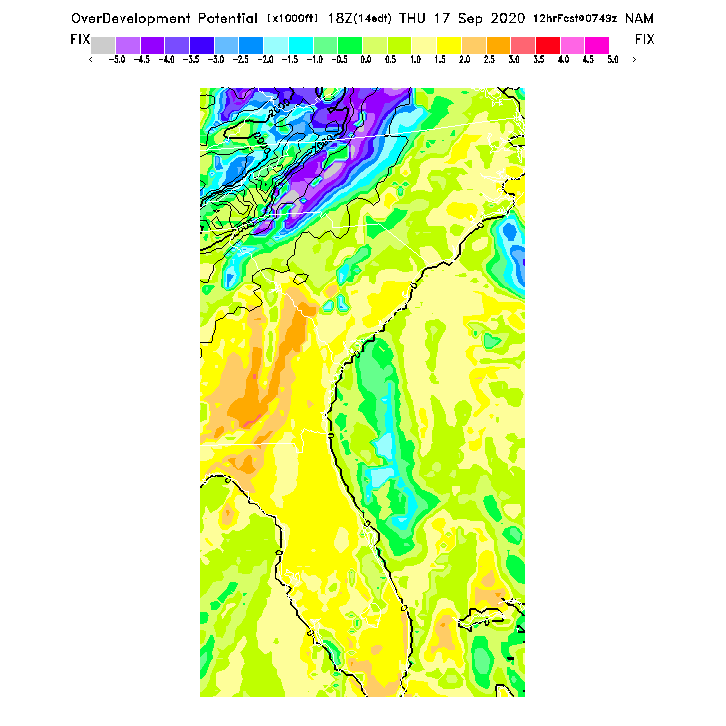 OverDevelopment Potential [x1000ft] 18Z(14edt) THU 17 Sep 2020 12hrFcst@0749z NAM
FIX FIX
< -5.0 -4.5 -4.0 -3.5 -3.0 -2.5 -2.0 -1.5 -1.0 -0.5 0.0 0.5 1.0 1.5 2.0 2.5 3.0 3.5 4.0 4.5 5.0 >